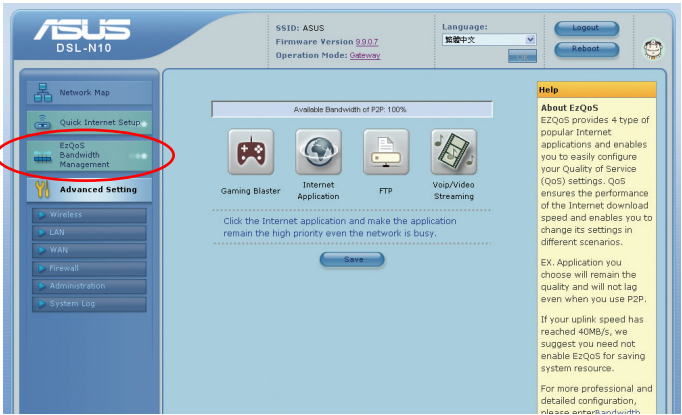 ASUS
DSL-N10
SSID: ASUS
Firmware Version 9.9.0.7
Operation Mode: Gateway
Language:
繁體中文
Logout
Reboot
Network Map
Quick Internet Setup
EzQoS
Bandwidth
Management
Advanced Setting
Wireless
LAN
WAN
Firewall
Administration
System Log
Available Bandwidth of P2P: 100%
Gaming Blaster
Internet
Application
FTP
Voip/Video
Streaming
Click the Internet application and make the application
remain the high priority even the network is busy.
Save
Help
About EzQoS
EZQoS provides 4 type of
popular Internet
applications and enables
you to easily configure
your Quality of Service
(QoS) settings. QoS
ensures the performance
of the Internet download
speed and enables you to
change its settings in
different scenarios.
EX. Application you
choose will remain the
quality and will not lag
even when you use P2P.
If your uplink speed has
reached 40MB/s, we
suggest you need not
enable EzQoS for saving
system resource.
For more professional and
detailed configuration,
please enterBandwidth